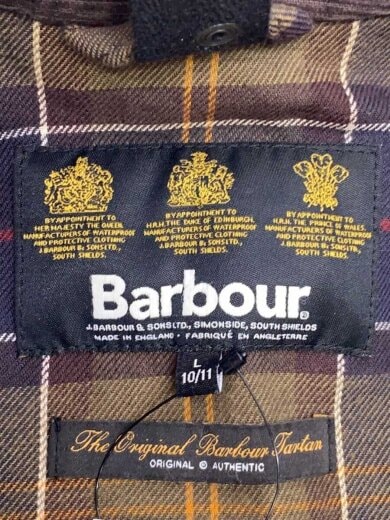 BY APPOINTMENT TO
HER MAJESTY THE QUEEN
MANUFACTURERS OF WATERPROOF
AND PROTECTIVE CLOTHING
J.BARBOUR & SONS LTD.,
SOUTH SHIELDS.
BY APPOINTMENT TO
H.R.H. THE DUKE OF EDINBURGH,
MANUFACTURERS OF WATERPROOF
AND PROTECTIVE CLOTHING
J.BARBOUR & SONS LTD.,
SOUTH SHIELDS.
BY APPOINTMENT TO
H.R.H. THE PRINCE OF WALES,
MANUFACTURERS OF WATERPROOF
AND PROTECTIVE CLOTHING
J.BARBOUR & SONS LTD.,
SOUTH SHIELDS.
Barbour®
J.BARBOUR & SONS LTD., SIMONSIDE, SOUTH SHIELDS
MADE IN ENGLAND • FABRIQUÉ EN ANGLETERRE
L
10/11
The Original Barbour Tartan
ORIGINAL © AUTHENTIC